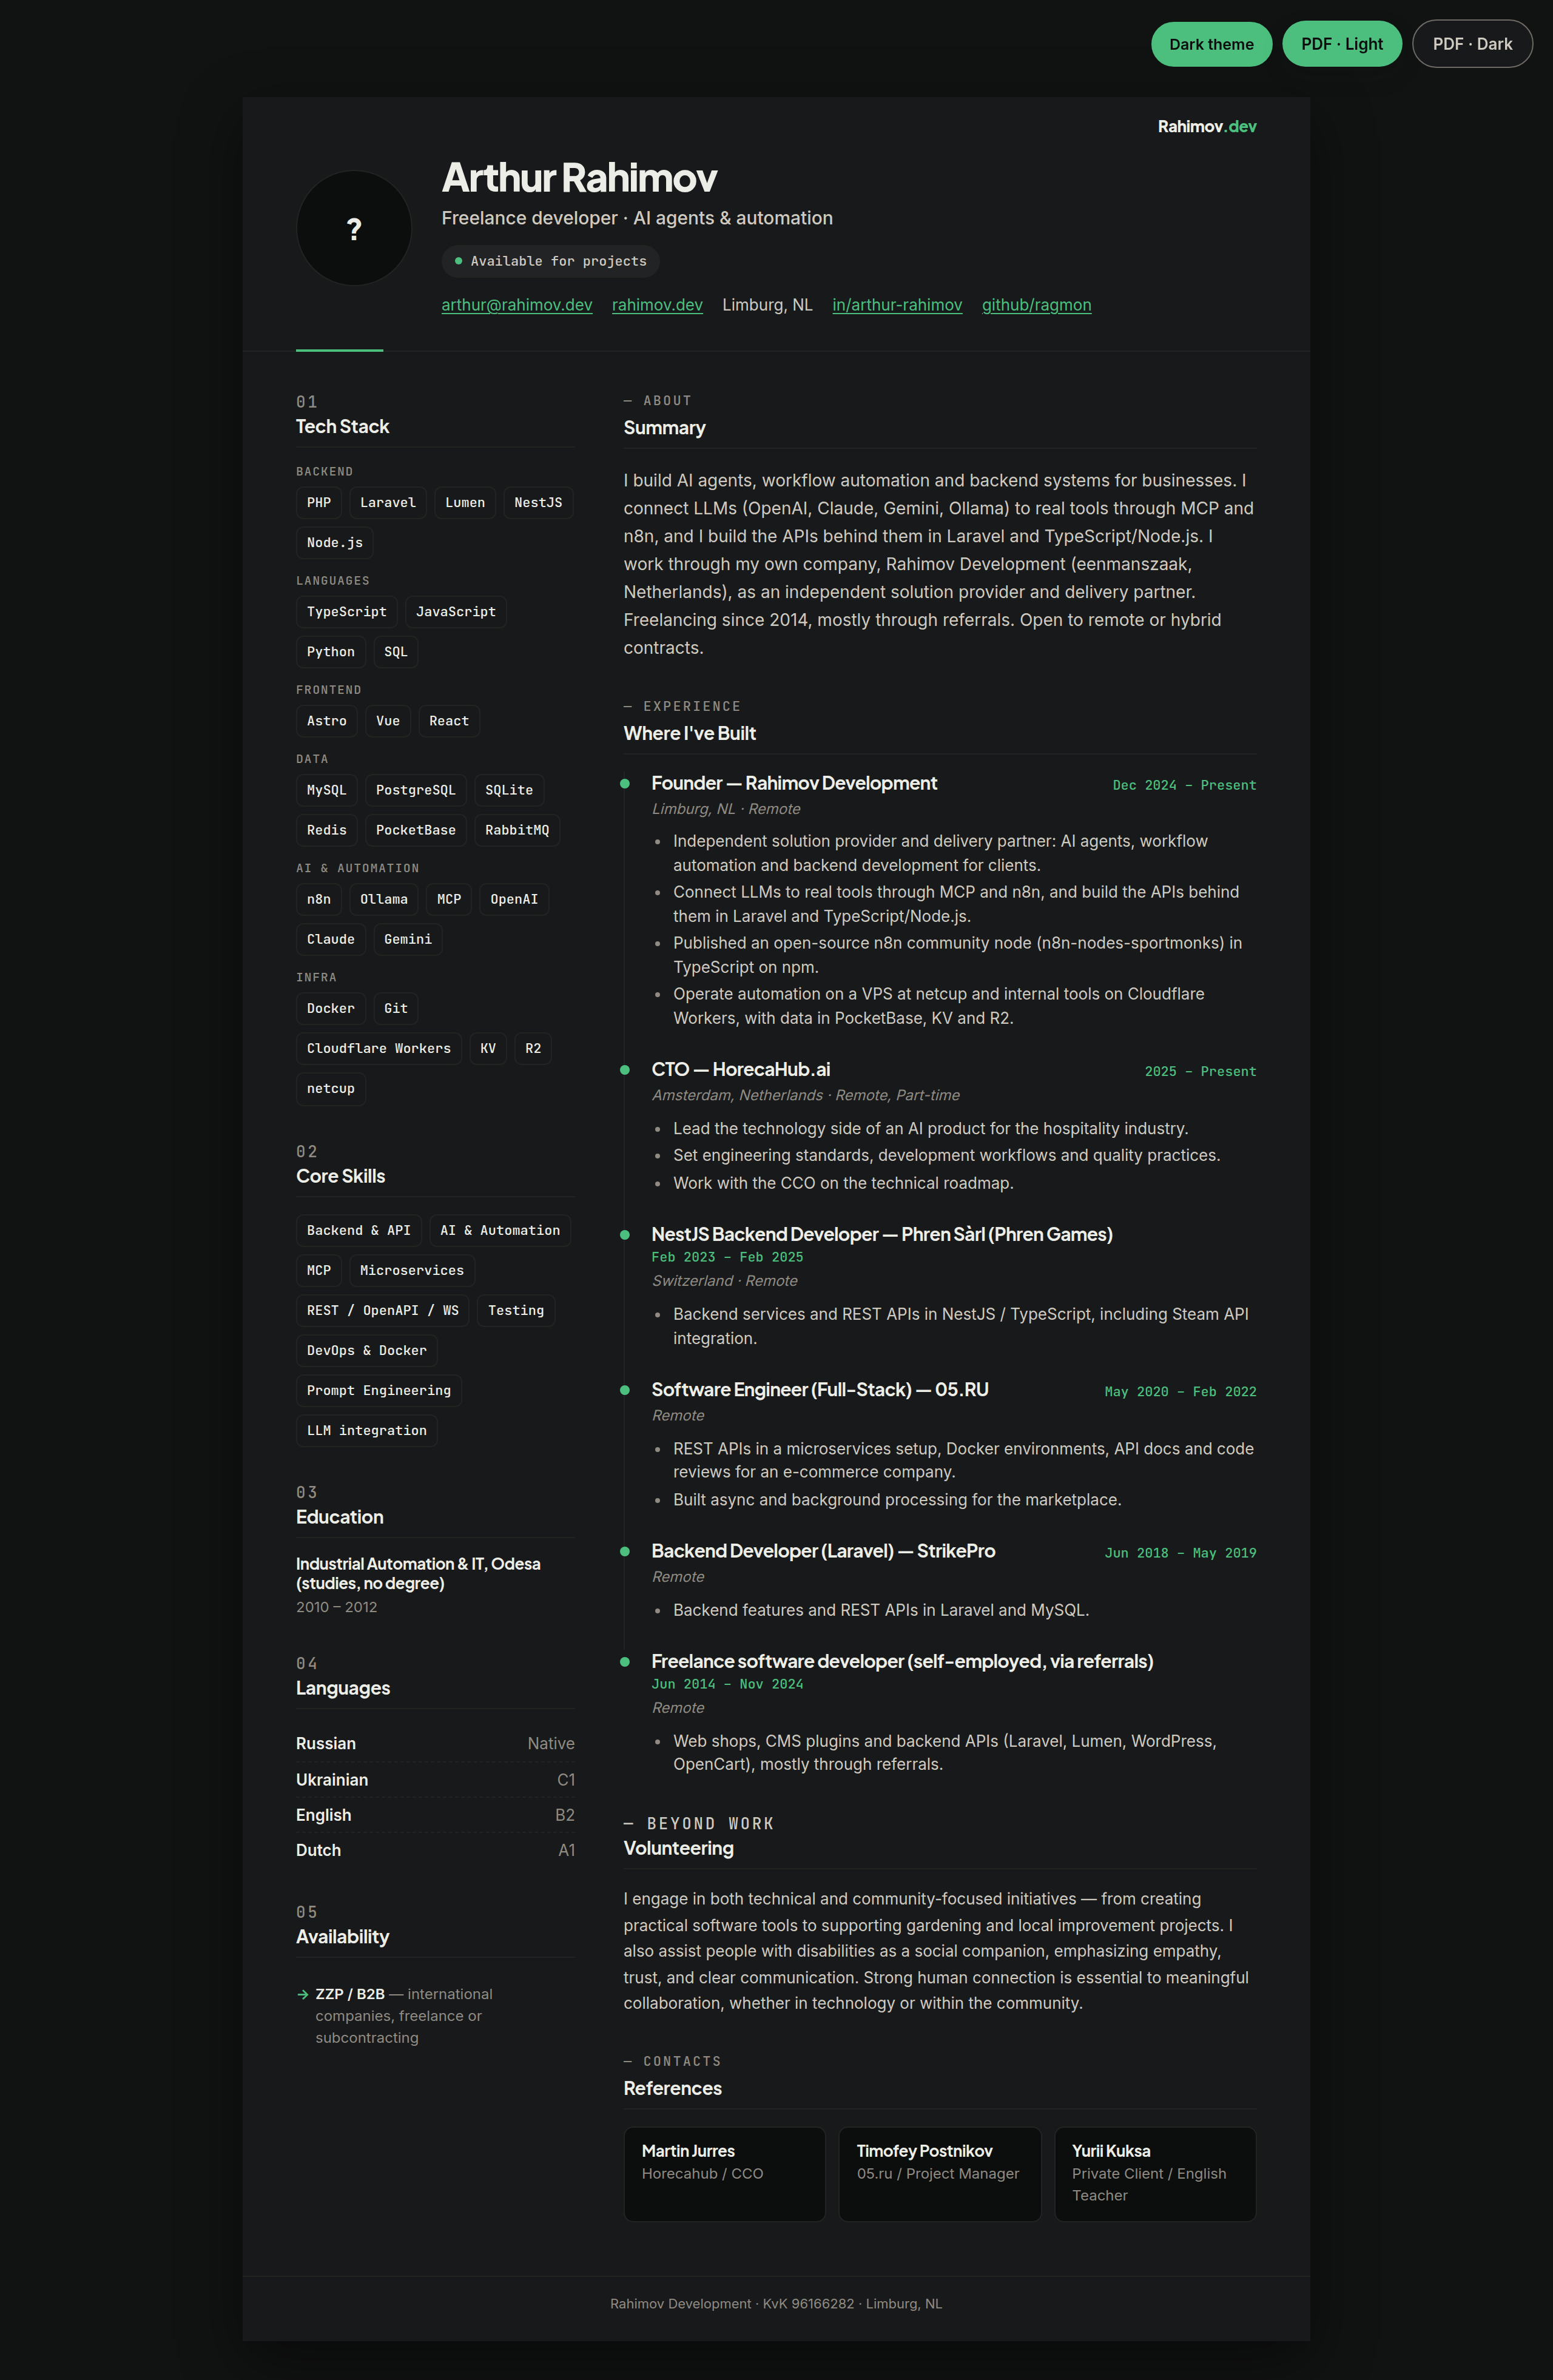 Dark theme
PDF · Light
PDF · Dark
Rahimov.dev
?
Arthur Rahimov
Freelance developer · AI agents & automation
Available for projects
arthur@rahimov.dev rahimov.dev Limburg, NL in/arthur-rahimov github/ragmon
01
Tech Stack
BACKEND
PHP Laravel Lumen NestJS
Node.js
LANGUAGES
TypeScript JavaScript
Python SQL
FRONTEND
Astro Vue React
DATA
MySQL PostgreSQL SQLite
Redis PocketBase RabbitMQ
AI & AUTOMATION
n8n Ollama MCP OpenAI
Claude Gemini
INFRA
Docker Git
Cloudflare Workers KV R2
netcup
02
Core Skills
Backend & API AI & Automation
MCP Microservices
REST / OpenAPI / WS Testing
DevOps & Docker
Prompt Engineering
LLM integration
03
Education
Industrial Automation & IT, Odesa
(studies, no degree)
2010 – 2012
04
Languages
Russian Native
Ukrainian C1
English B2
Dutch A1
05
Availability
→ ZZP / B2B — international
companies, freelance or
subcontracting
— ABOUT
Summary
I build AI agents, workflow automation and backend systems for businesses. I
connect LLMs (OpenAI, Claude, Gemini, Ollama) to real tools through MCP and
n8n, and I build the APIs behind them in Laravel and TypeScript/Node.js. I
work through my own company, Rahimov Development (eenmanszaak,
Netherlands), as an independent solution provider and delivery partner.
Freelancing since 2014, mostly through referrals. Open to remote or hybrid
contracts.
— EXPERIENCE
Where I've Built
Founder — Rahimov Development Dec 2024 – Present
Limburg, NL · Remote
• Independent solution provider and delivery partner: AI agents, workflow
automation and backend development for clients.
• Connect LLMs to real tools through MCP and n8n, and build the APIs behind
them in Laravel and TypeScript/Node.js.
• Published an open-source n8n community node (n8n-nodes-sportmonks) in
TypeScript on npm.
• Operate automation on a VPS at netcup and internal tools on Cloudflare
Workers, with data in PocketBase, KV and R2.
CTO — HorecaHub.ai 2025 – Present
Amsterdam, Netherlands · Remote, Part-time
• Lead the technology side of an AI product for the hospitality industry.
• Set engineering standards, development workflows and quality practices.
• Work with the CCO on the technical roadmap.
NestJS Backend Developer — Phren Sàrl (Phren Games)
Feb 2023 – Feb 2025
Switzerland · Remote
• Backend services and REST APIs in NestJS / TypeScript, including Steam API
integration.
Software Engineer (Full-Stack) — 05.RU May 2020 – Feb 2022
Remote
• REST APIs in a microservices setup, Docker environments, API docs and code
reviews for an e-commerce company.
• Built async and background processing for the marketplace.
Backend Developer (Laravel) — StrikePro Jun 2018 – May 2019
Remote
• Backend features and REST APIs in Laravel and MySQL.
Freelance software developer (self-employed, via referrals)
Jun 2014 – Nov 2024
Remote
• Web shops, CMS plugins and backend APIs (Laravel, Lumen, WordPress,
OpenCart), mostly through referrals.
— BEYOND WORK
Volunteering
I engage in both technical and community-focused initiatives — from creating
practical software tools to supporting gardening and local improvement projects. I
also assist people with disabilities as a social companion, emphasizing empathy,
trust, and clear communication. Strong human connection is essential to meaningful
collaboration, whether in technology or within the community.
— CONTACTS
References
Martin Jurres
Horecahub / CCO
Timofey Postnikov
05.ru / Project Manager
Yurii Kuksa
Private Client / English
Teacher
Rahimov Development · KvK 96166282 · Limburg, NL